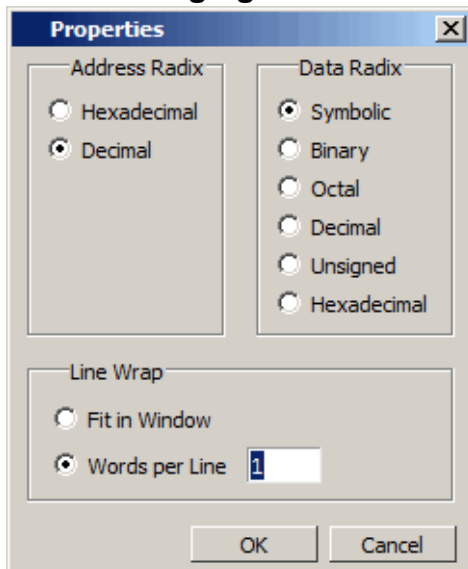 Properties
Address Radix
Hexadecimal
Decimal
Data Radix
Symbolic
Binary
Octal
Decimal
Unsigned
Hexadecimal
Line Wrap
Fit in Window
Words per Line 1
OK Cancel